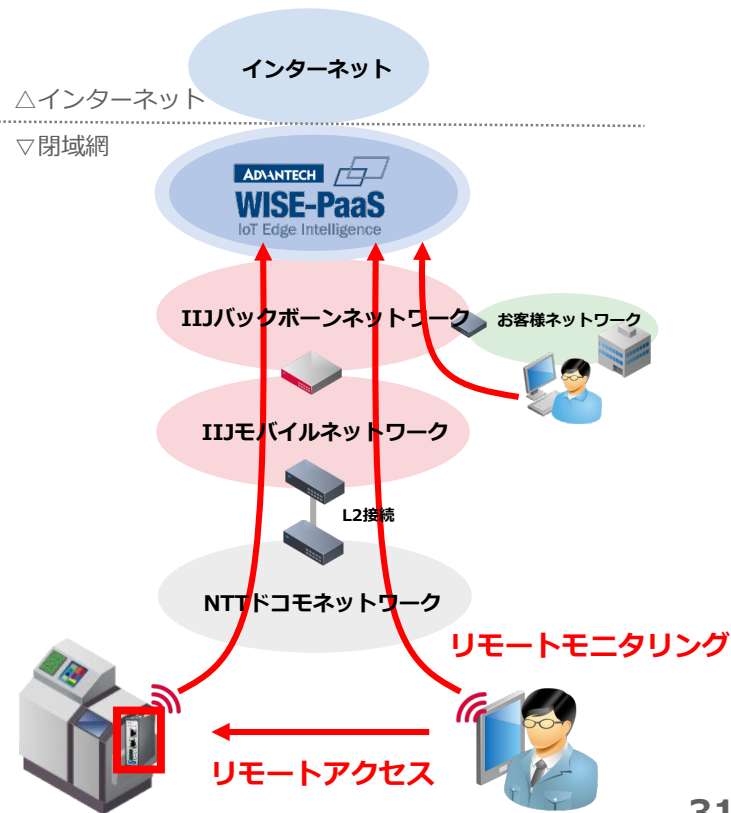 インターネット
△インターネット
▽閉域網
ADVANTECH
WISE-PaaS
IoT Edge Intelligence
IIJバックボーンネットワーク
お客様ネットワーク
IIJモバイルネットワーク
L2接続
NTTドコモネットワーク
リモートモニタリング
リモートアクセス
31